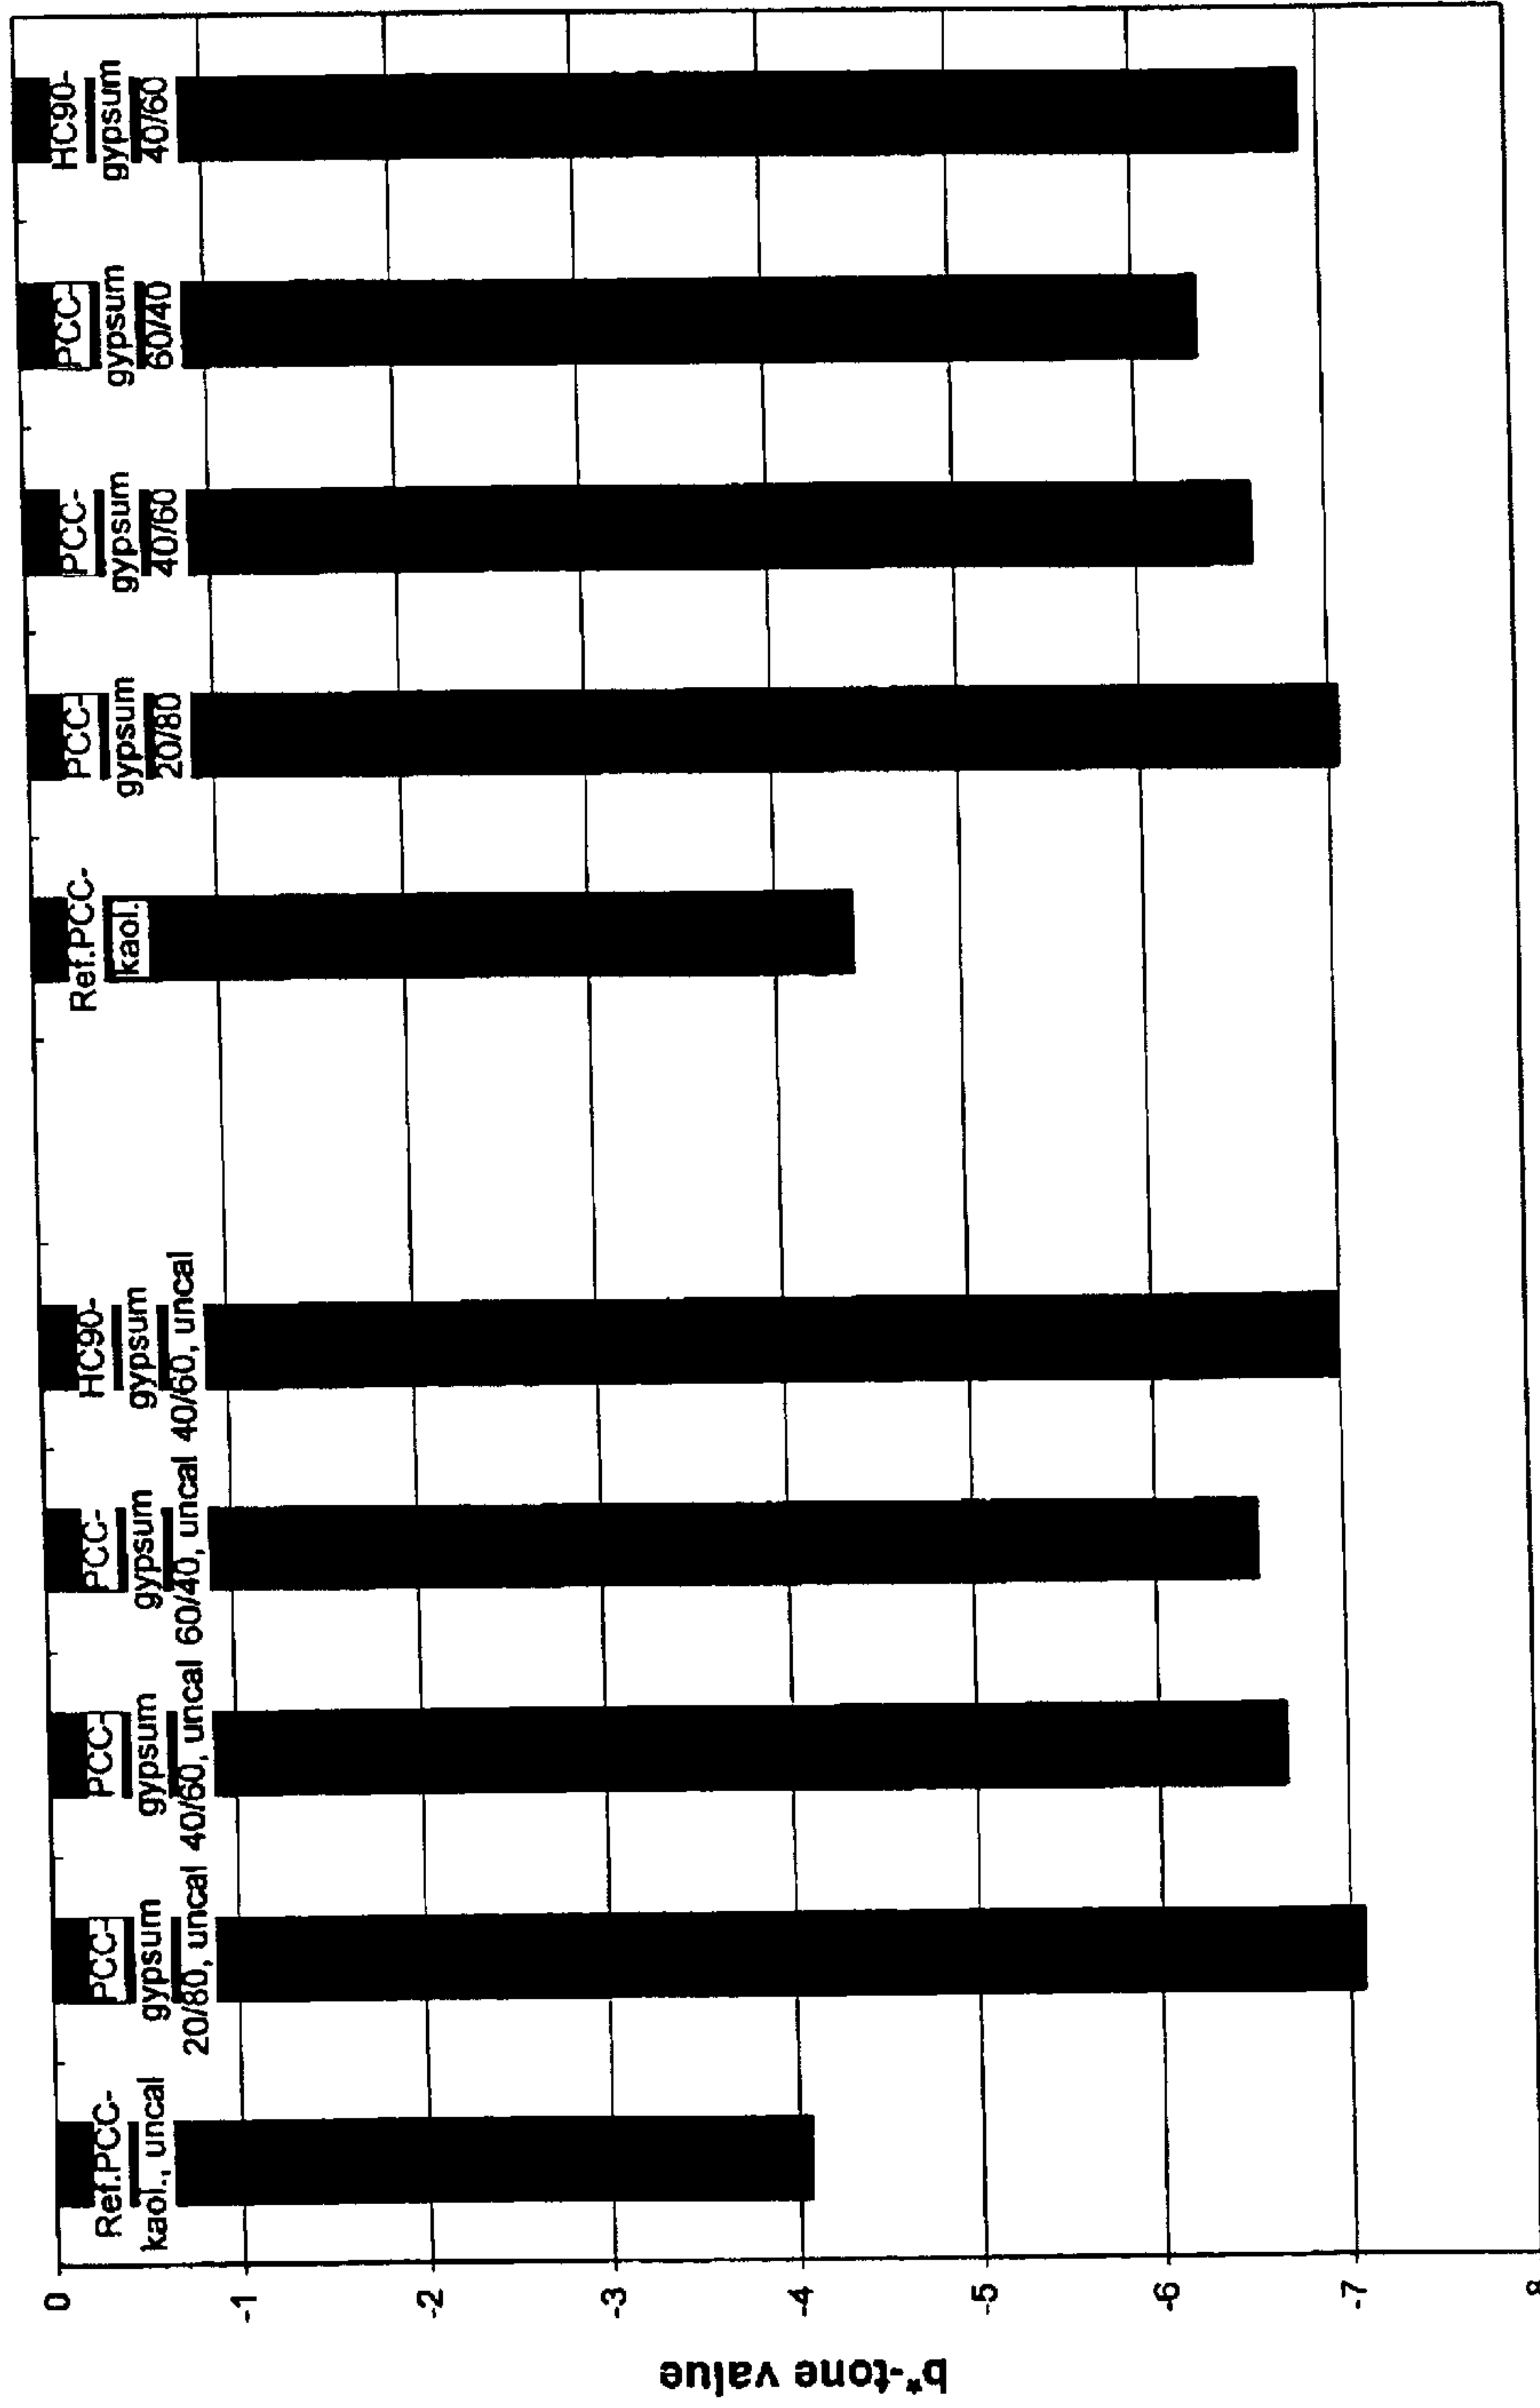 b*-tone value
0
-1
-2
-3
-4
-5
-6
-7
Ref.PCC-
kaol., uncal
PCC-
gypsum
20/80, uncal
PCC-
gypsum
40/60, uncal
PCC-
gypsum
60/40, uncal
HC90-
gypsum
40/60, uncal
Ref.PCC-
kaol.
PCC-
gypsum
20/80
PCC-
gypsum
40/60
PCC-
gypsum
60/40
HC90-
gypsum
40/60